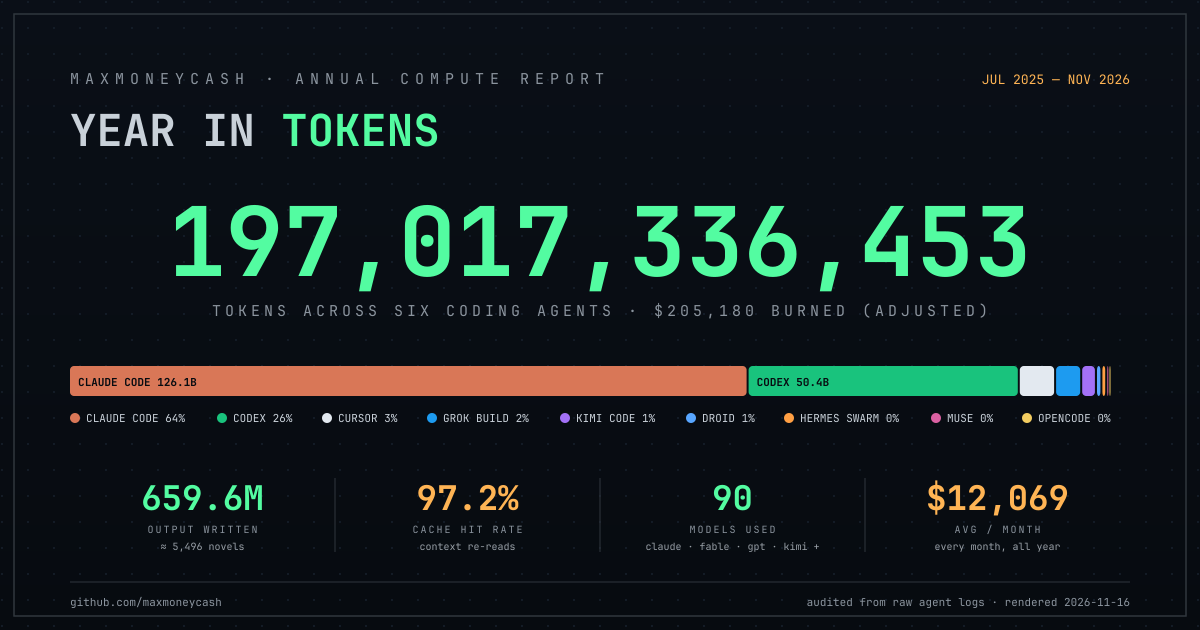 MAXMONEYCASH · ANNUAL COMPUTE REPORT
JUL 2025 — NOV 2026
YEAR IN TOKENS
197,017,336,453
TOKENS ACROSS SIX CODING AGENTS · $205,180 BURNED (ADJUSTED)
CLAUDE CODE 126.1B CODEX 50.4B
CLAUDE CODE 64% CODEX 26% CURSOR 3% GROK BUILD 2% KIMI CODE 1% DROID 1% HERMES SWARM 0% MUSE 0% OPENCODE 0%
659.6M 97.2% 90 $12,069
OUTPUT WRITTEN CACHE HIT RATE MODELS USED AVG / MONTH
≈ 5,496 novels context re-reads claude · fable · gpt · kimi + every month, all year
github.com/maxmoneycash audited from raw agent logs · rendered 2026-11-16